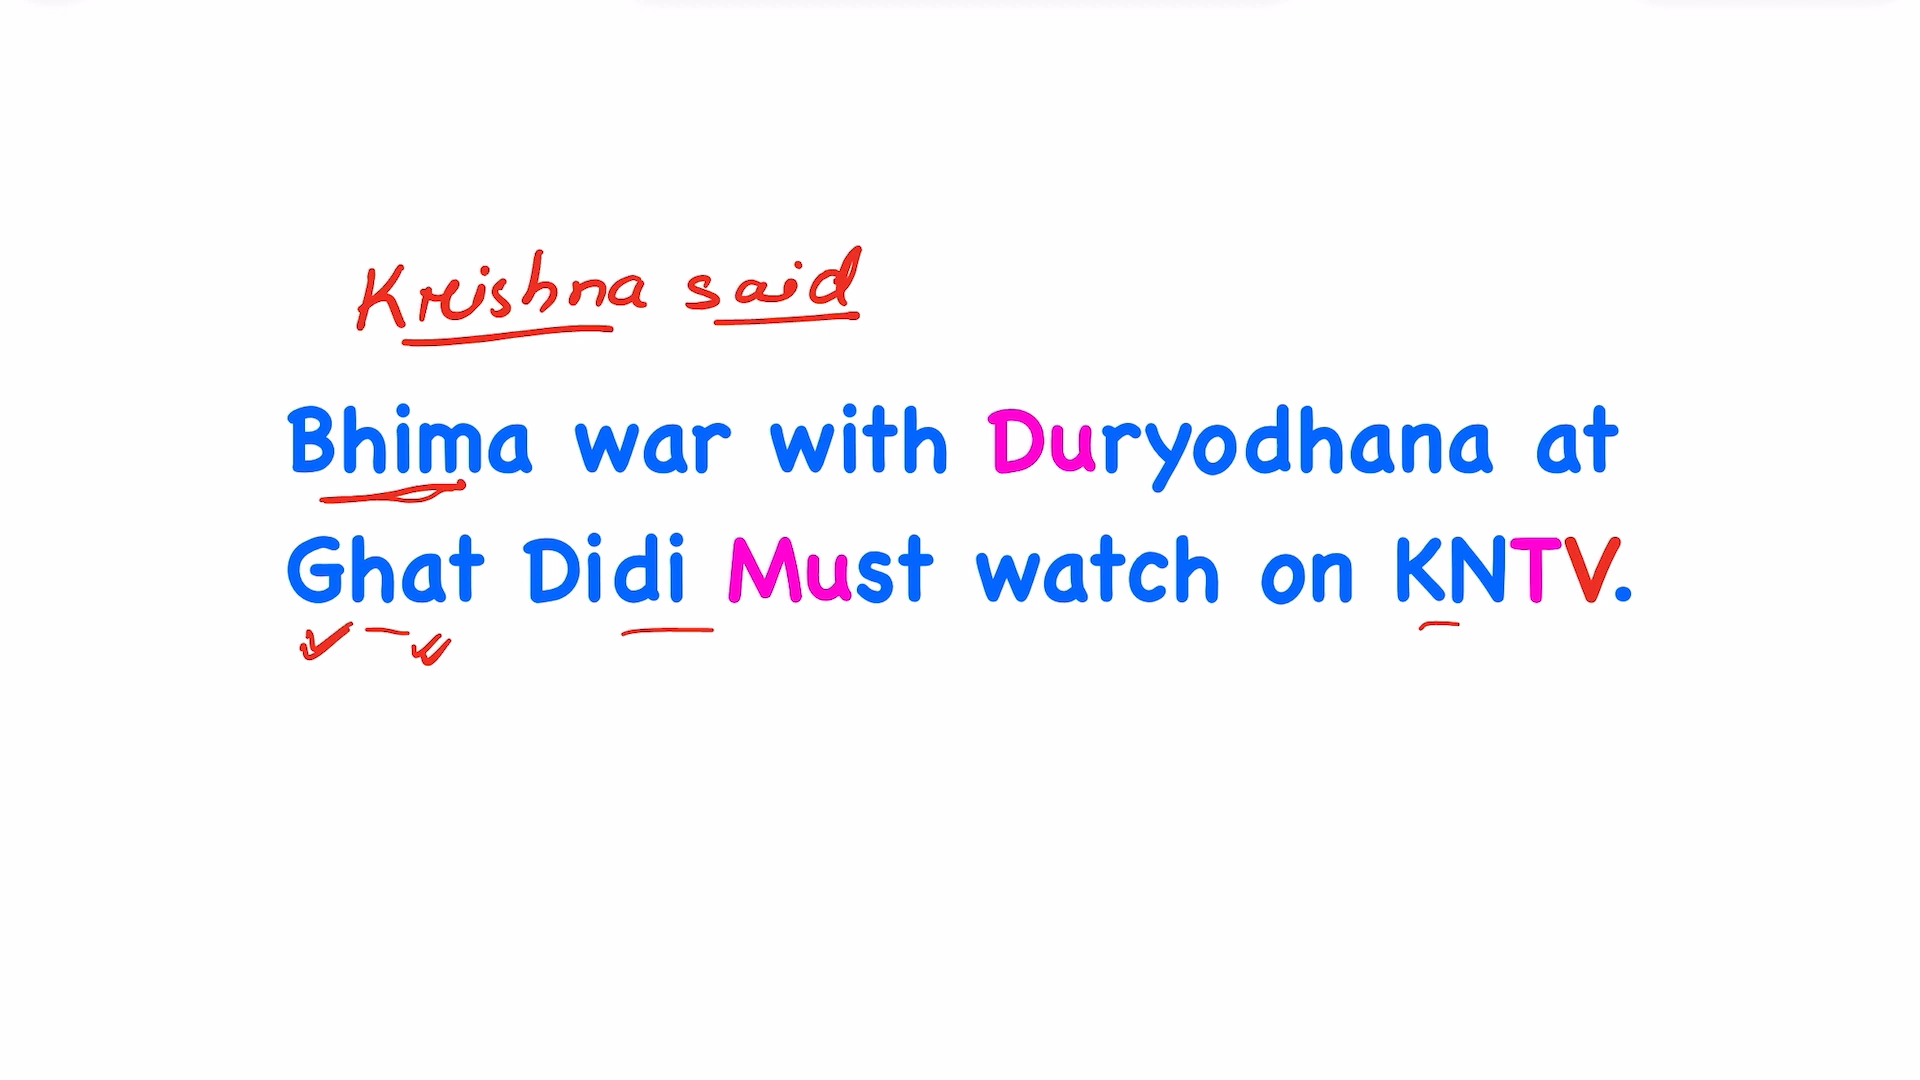 Krishna said
Bhima war with Duryodhana at
Ghat Didi Must watch on KNTV.